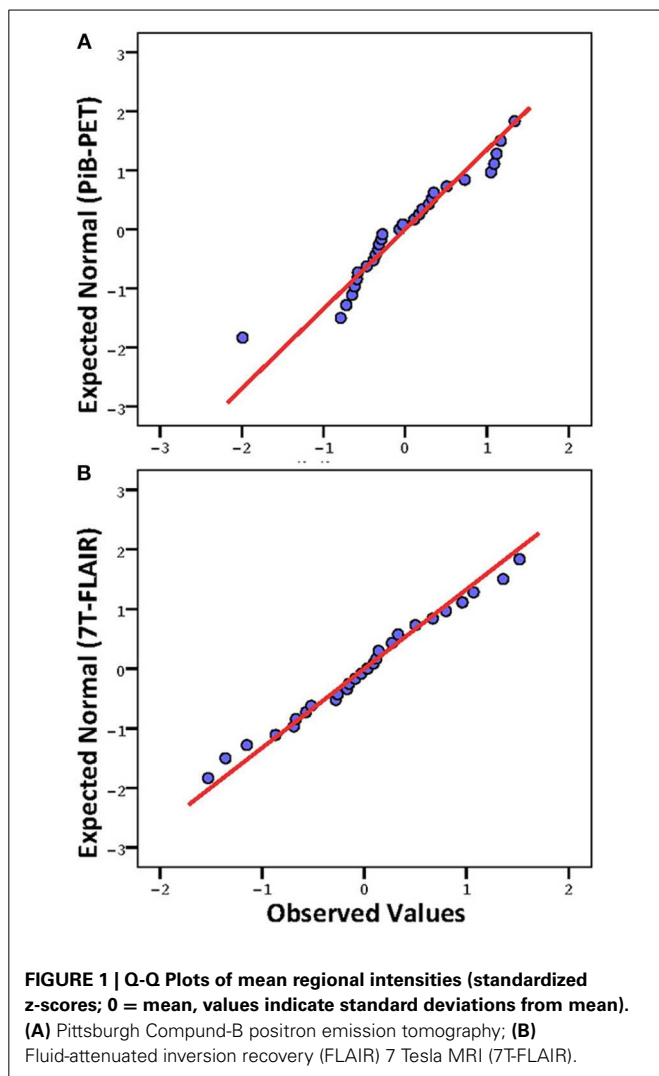 A
Expected Normal (PiB-PET)
3
2
1
0
−1
−2
−3
−3 −2 −1 0 1 2
B
Expected Normal (7T-FLAIR)
3
2
1
0
−1
−2
−3
−2 −1 0 1 2
Observed Values
FIGURE 1 | Q-Q Plots of mean regional intensities (standardized
z-scores; 0 = mean, values indicate standard deviations from mean).
(A) Pittsburgh Compund-B positron emission tomography; (B)
Fluid-attenuated inversion recovery (FLAIR) 7 Tesla MRI (7T-FLAIR).